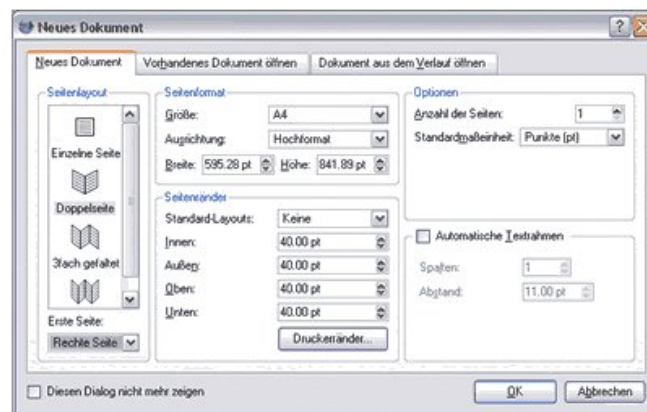 Neues Dokument
Neues Dokument
Vorhandenes Dokument öffnen
Dokument aus dem Verlauf öffnen
Seitenlayout
Einzelne Seite
Doppelseite
3fach gefaltet
Erste Seite:
Rechte Seite
Seitenformat
Größe: A4
Ausrichtung: Hochformat
Breite: 595.28 pt Höhe: 841.89 pt
Seitenränder
Standard-Layouts: Keine
Innen: 40.00 pt
Außen: 40.00 pt
Oben: 40.00 pt
Unten: 40.00 pt
Druckerränder...
Optionen
Anzahl der Seiten: 1
Standardmaßeinheit: Punkte (pt)
Automatische Textrahmen
Spalten: 1
Abstand: 11.00 pt
Diesen Dialog nicht mehr zeigen
OK
Abbrechen